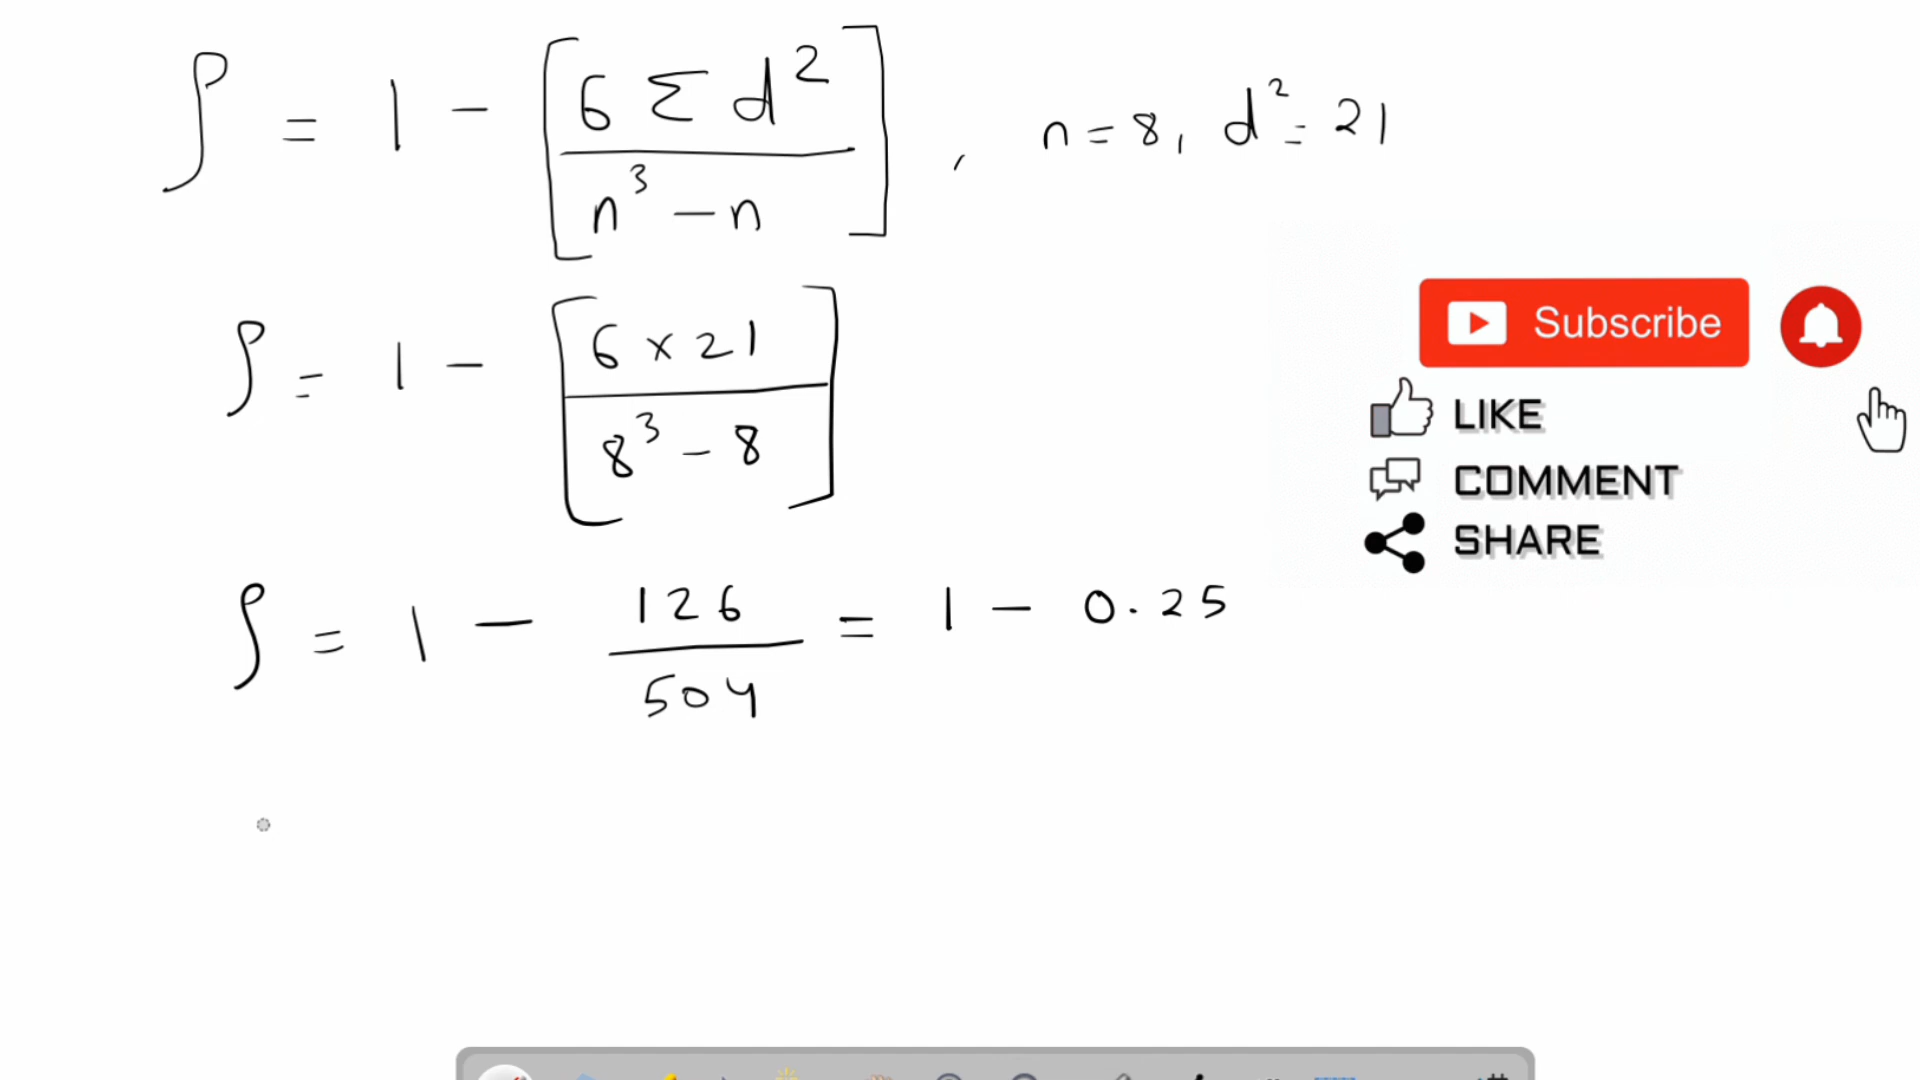 ρ = 1 - [6 Σ d² / n³ - n] , n = 8, d² = 21
ρ = 1 - [6 × 21 / 8³ - 8]
Subscribe
LIKE
COMMENT
SHARE
ρ = 1 - 126 / 504 = 1 - 0.25